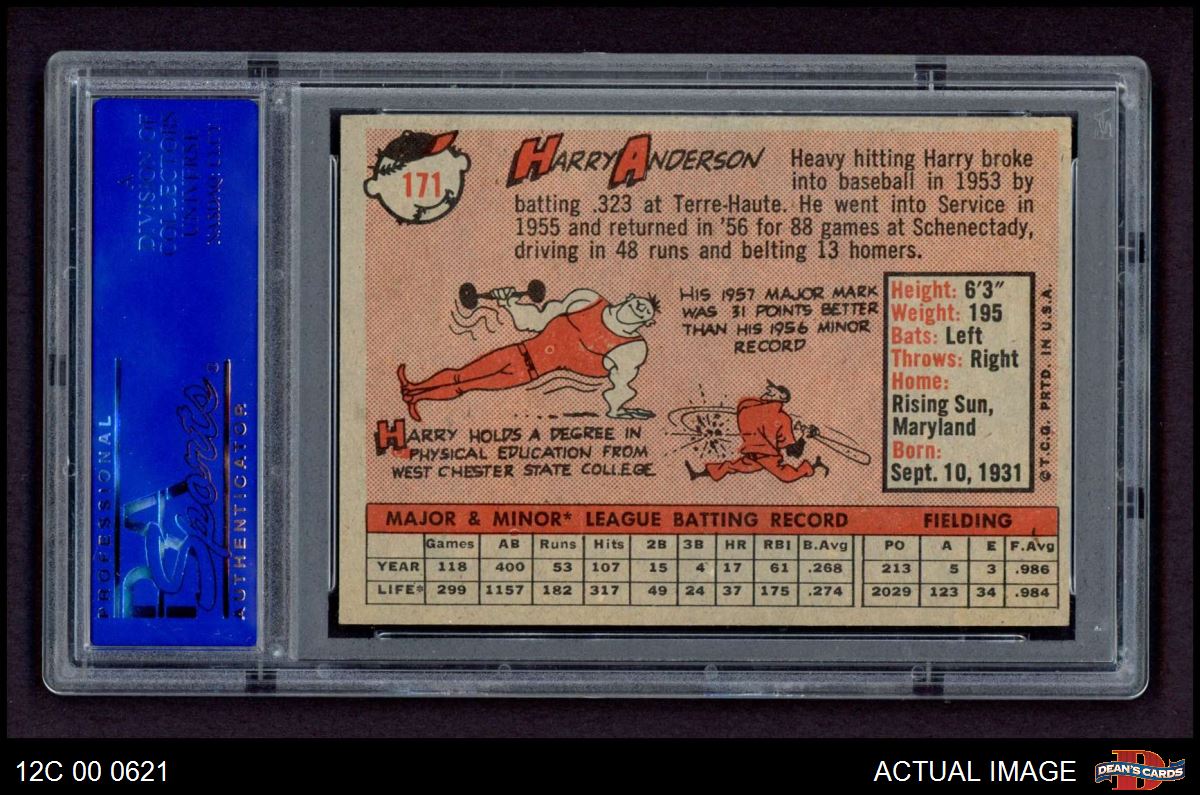 171
HARRY ANDERSON
Heavy hitting Harry broke
into baseball in 1953 by
batting .323 at Terre-Haute. He went into Service in
1955 and returned in '56 for 88 games at Schenectady,
driving in 48 runs and belting 13 homers.
HIS 1957 MAJOR MARK
WAS 31 POINTS BETTER
THAN HIS 1956 MINOR
RECORD
HARRY HOLDS A DEGREE IN
PHYSICAL EDUCATION FROM
WEST CHESTER STATE COLLEGE.
Height: 6'3"
Weight: 195
Bats: Left
Throws: Right
Home:
Rising Sun,
Maryland
Born:
Sept. 10, 1931
© T.C.G. PRTD. IN U.S.A.
MAJOR & MINOR* LEAGUE BATTING RECORD FIELDING
Games AB Runs Hits 2B 3B HR RBI B.Avg PO A E F.Avg
YEAR 118 400 53 107 15 4 17 61 .268 213 5 3 .986
LIFE* 299 1157 182 317 49 24 37 175 .274 2029 123 34 .984
A
DIVISION OF
COLLECTORS
UNIVERSE
NASDAQ: CLCT
PROFESSIONAL
PSA
Sports
AUTHENTICATOR
12C 00 0621
ACTUAL IMAGE
D
DEAN'S CARDS